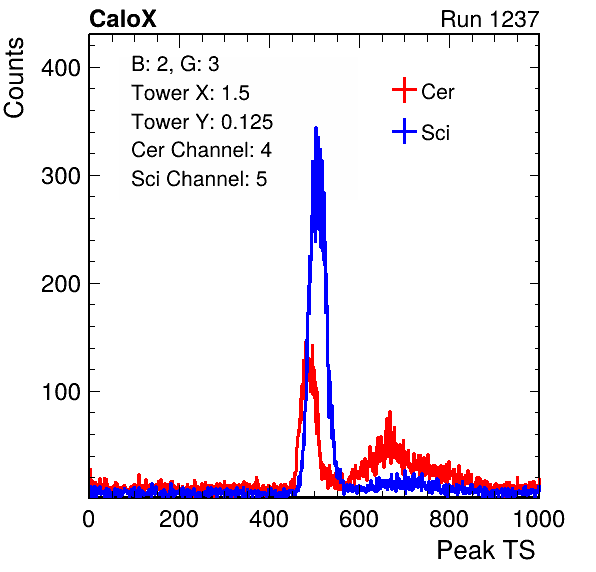 CaloX Run 1237
Counts
B: 2, G: 3
Tower X: 1.5
Tower Y: 0.125
Cer Channel: 4
Sci Channel: 5
Cer
Sci
400
300
200
100
0 200 400 600 800 1000
Peak TS